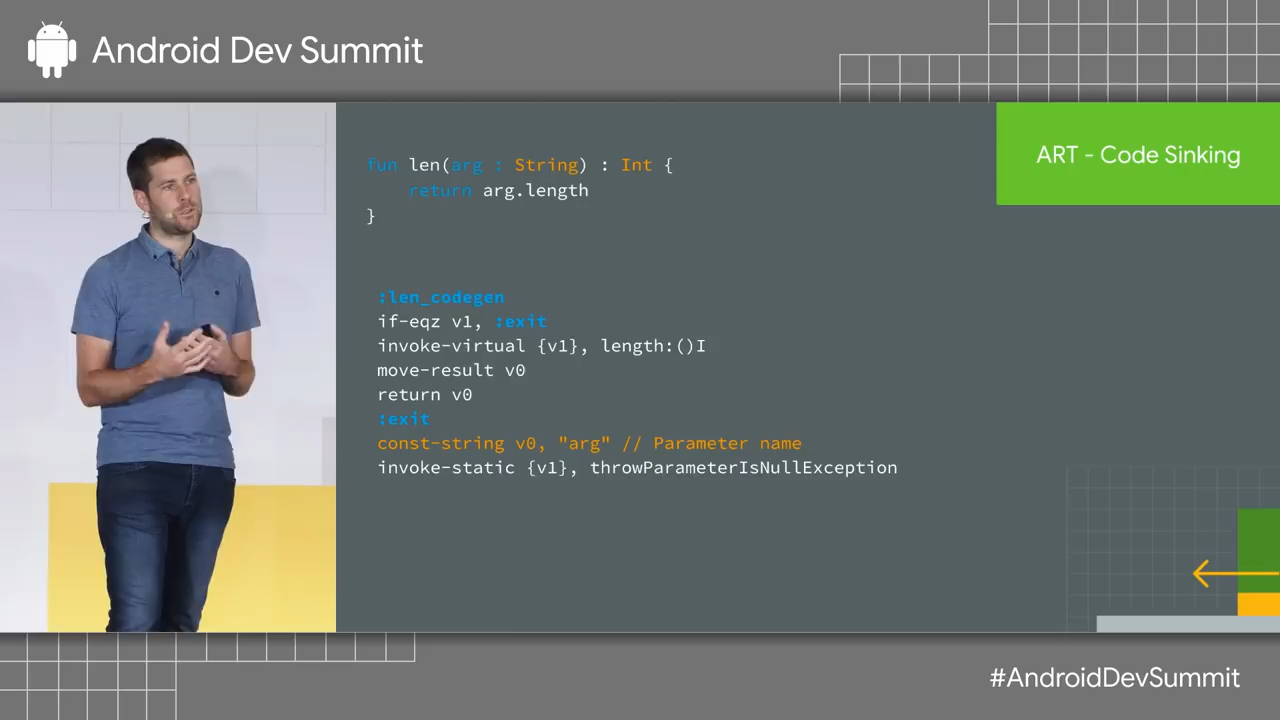 Android Dev Summit
ART - Code Sinking
fun len(arg : String) : Int {
    return arg.length
}
:len_codegen
if-eqz v1, :exit
invoke-virtual {v1}, length:()I
move-result v0
return v0
:exit
const-string v0, "arg" // Parameter name
invoke-static {v1}, throwParameterIsNullException
#AndroidDevSummit